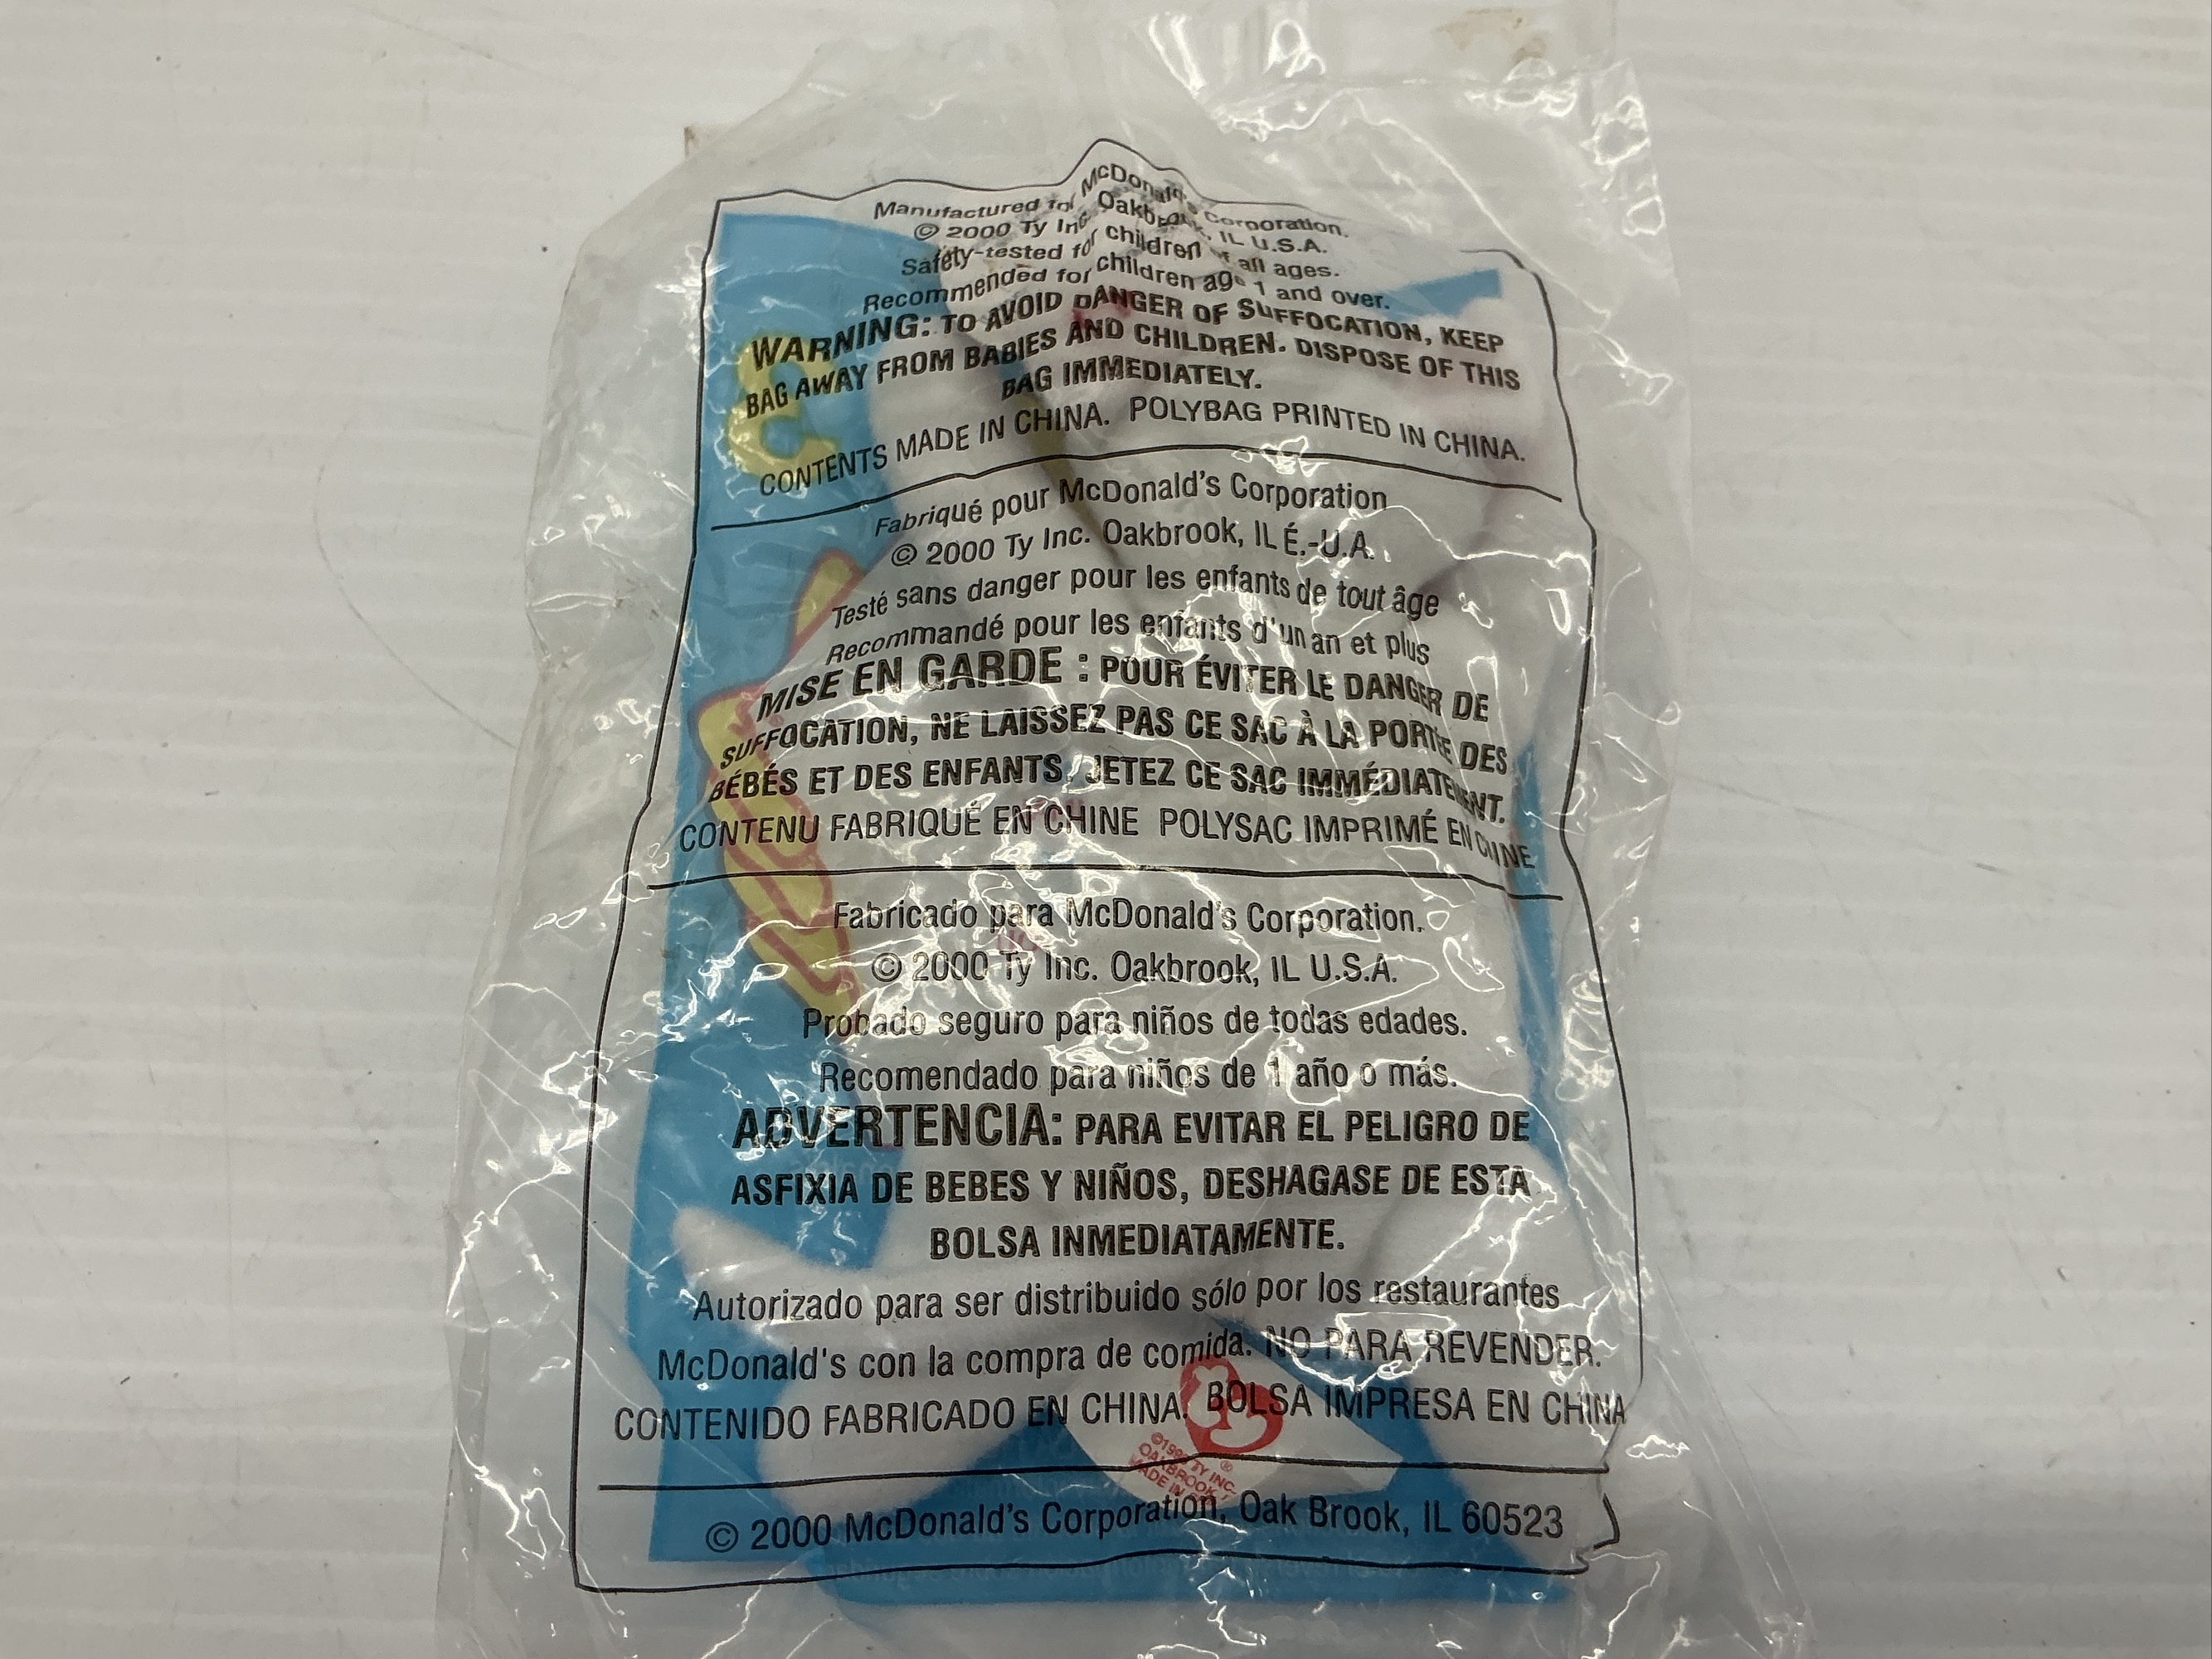 Manufactured for McDonald's Corporation.
© 2000 Ty Inc. Oakbrook, IL U.S.A.
Safety-tested for children of all ages.
Recommended for children age 1 and over.
WARNING: TO AVOID DANGER OF SUFFOCATION, KEEP
BAG AWAY FROM BABIES AND CHILDREN. DISPOSE OF THIS
BAG IMMEDIATELY.
CONTENTS MADE IN CHINA. POLYBAG PRINTED IN CHINA.
Fabriqué pour McDonald's Corporation
© 2000 Ty Inc. Oakbrook, IL É.-U.A.
Testé sans danger pour les enfants de tout âge
Recommandé pour les enfants d'un an et plus
MISE EN GARDE : POUR ÉVITER LE DANGER DE
SUFFOCATION, NE LAISSEZ PAS CE SAC À LA PORTÉE DES
BÉBÉS ET DES ENFANTS, JETEZ CE SAC IMMÉDIATEMENT.
CONTENU FABRIQUÉ EN CHINE POLYSAC IMPRIMÉ EN CHINE
Fabricado para McDonald's Corporation.
© 2000 Ty Inc. Oakbrook, IL U.S.A.
Probado seguro para niños de todas edades.
Recomendado para niños de 1 año o más.
ADVERTENCIA: PARA EVITAR EL PELIGRO DE
ASFIXIA DE BEBES Y NIÑOS, DESHAGASE DE ESTA
BOLSA INMEDIATAMENTE.
Autorizado para ser distribuido sólo por los restaurantes
McDonald's con la compra de comida. NO PARA REVENDER.
CONTENIDO FABRICADO EN CHINA. BOLSA IMPRESA EN CHINA
TY INC.
OAKBROOK
MADE IN
© 2000 McDonald's Corporation, Oak Brook, IL 60523